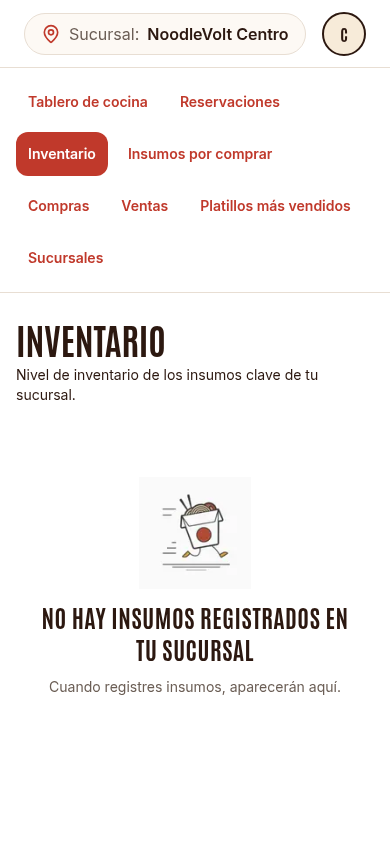 Sucursal: NoodleVolt Centro
C
Tablero de cocina
Reservaciones
Inventario
Insumos por comprar
Compras
Ventas
Platillos más vendidos
Sucursales
INVENTARIO
Nivel de inventario de los insumos clave de tu
sucursal.
NO HAY INSUMOS REGISTRADOS EN
TU SUCURSAL
Cuando registres insumos, aparecerán aquí.